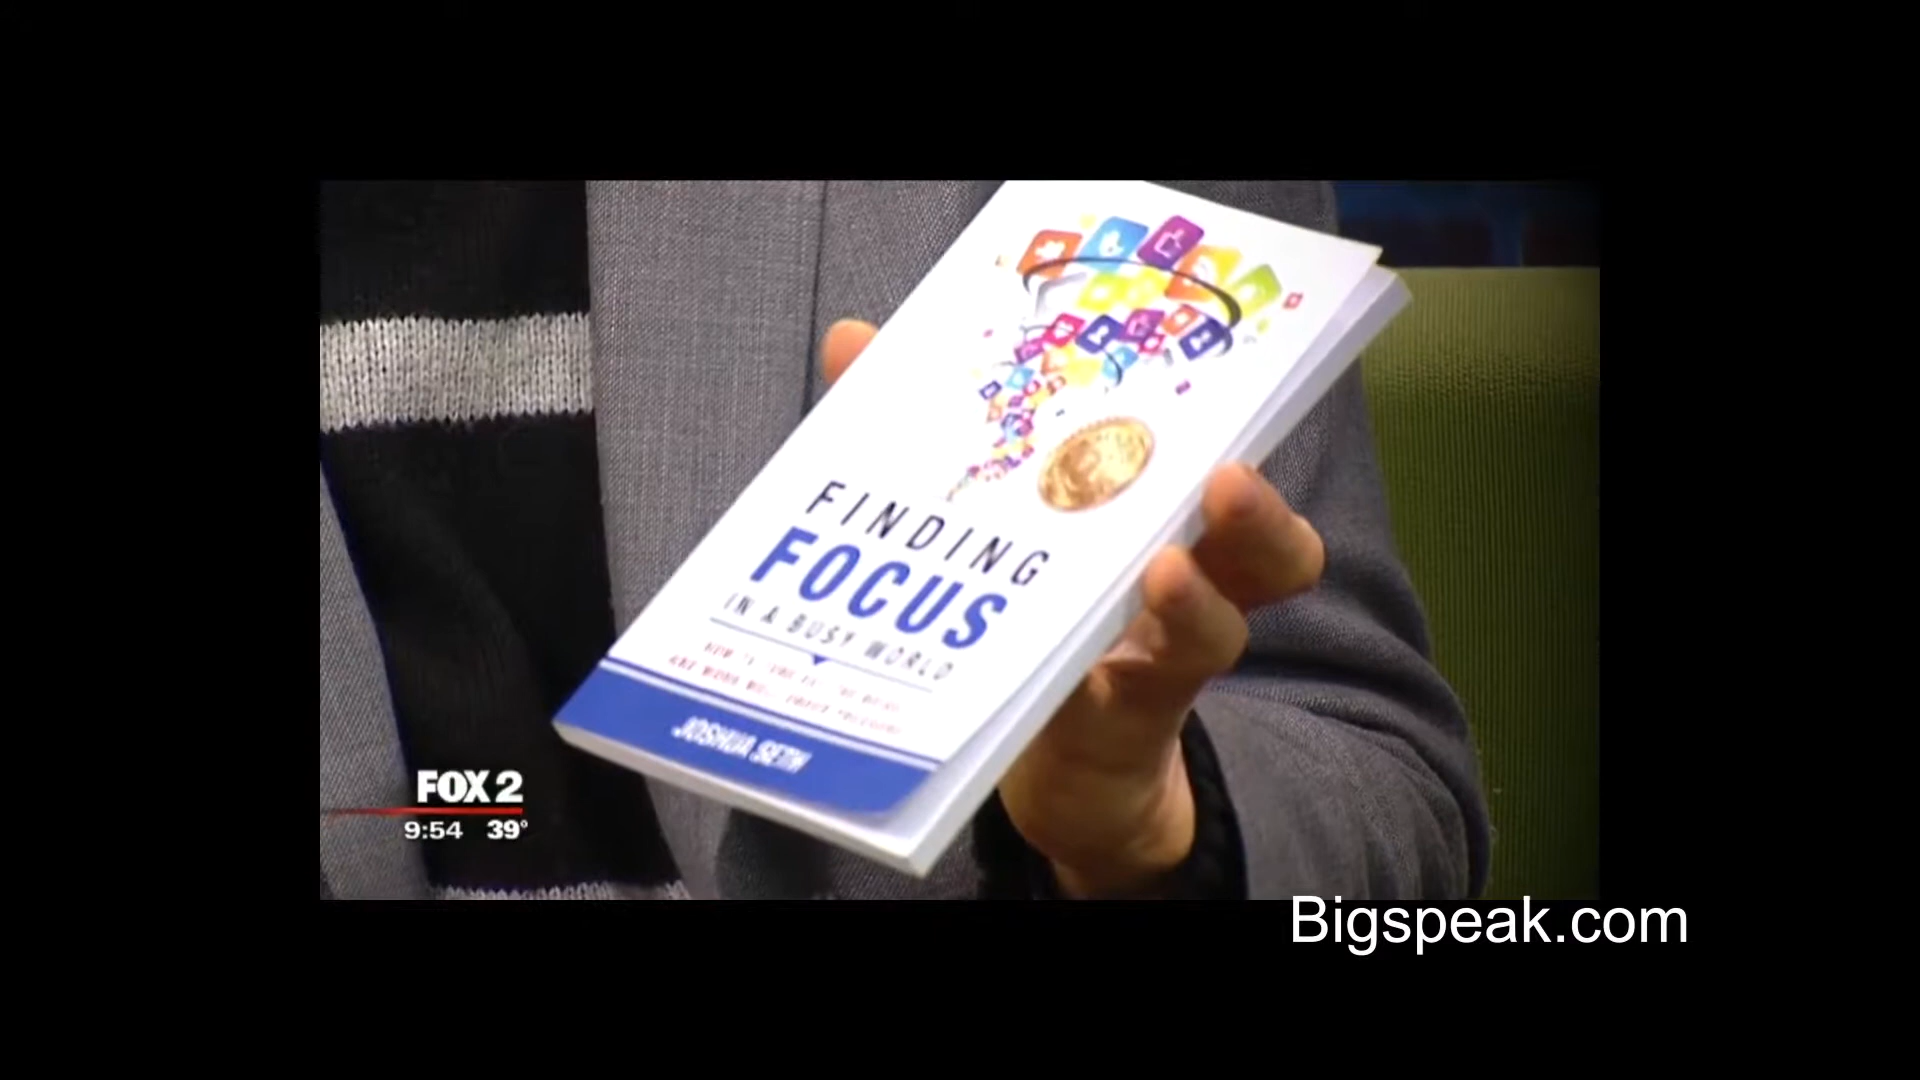 FINDING
FOCUS
IN A BUSY WORLD
JOSHUA SETH
FOX 2
9:54 39°
Bigspeak.com